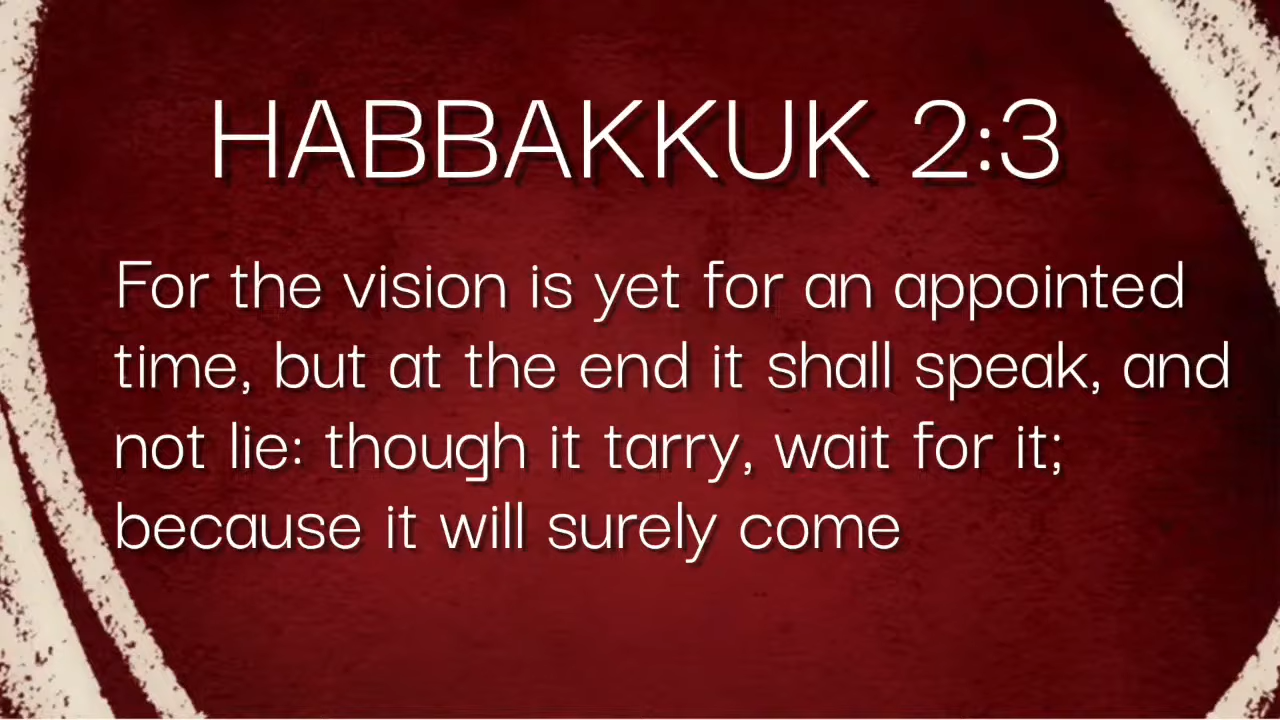 HABBAKKUK 2:3
For the vision is yet for an appointed
time, but at the end it shall speak, and
not lie: though it tarry, wait for it;
because it will surely come